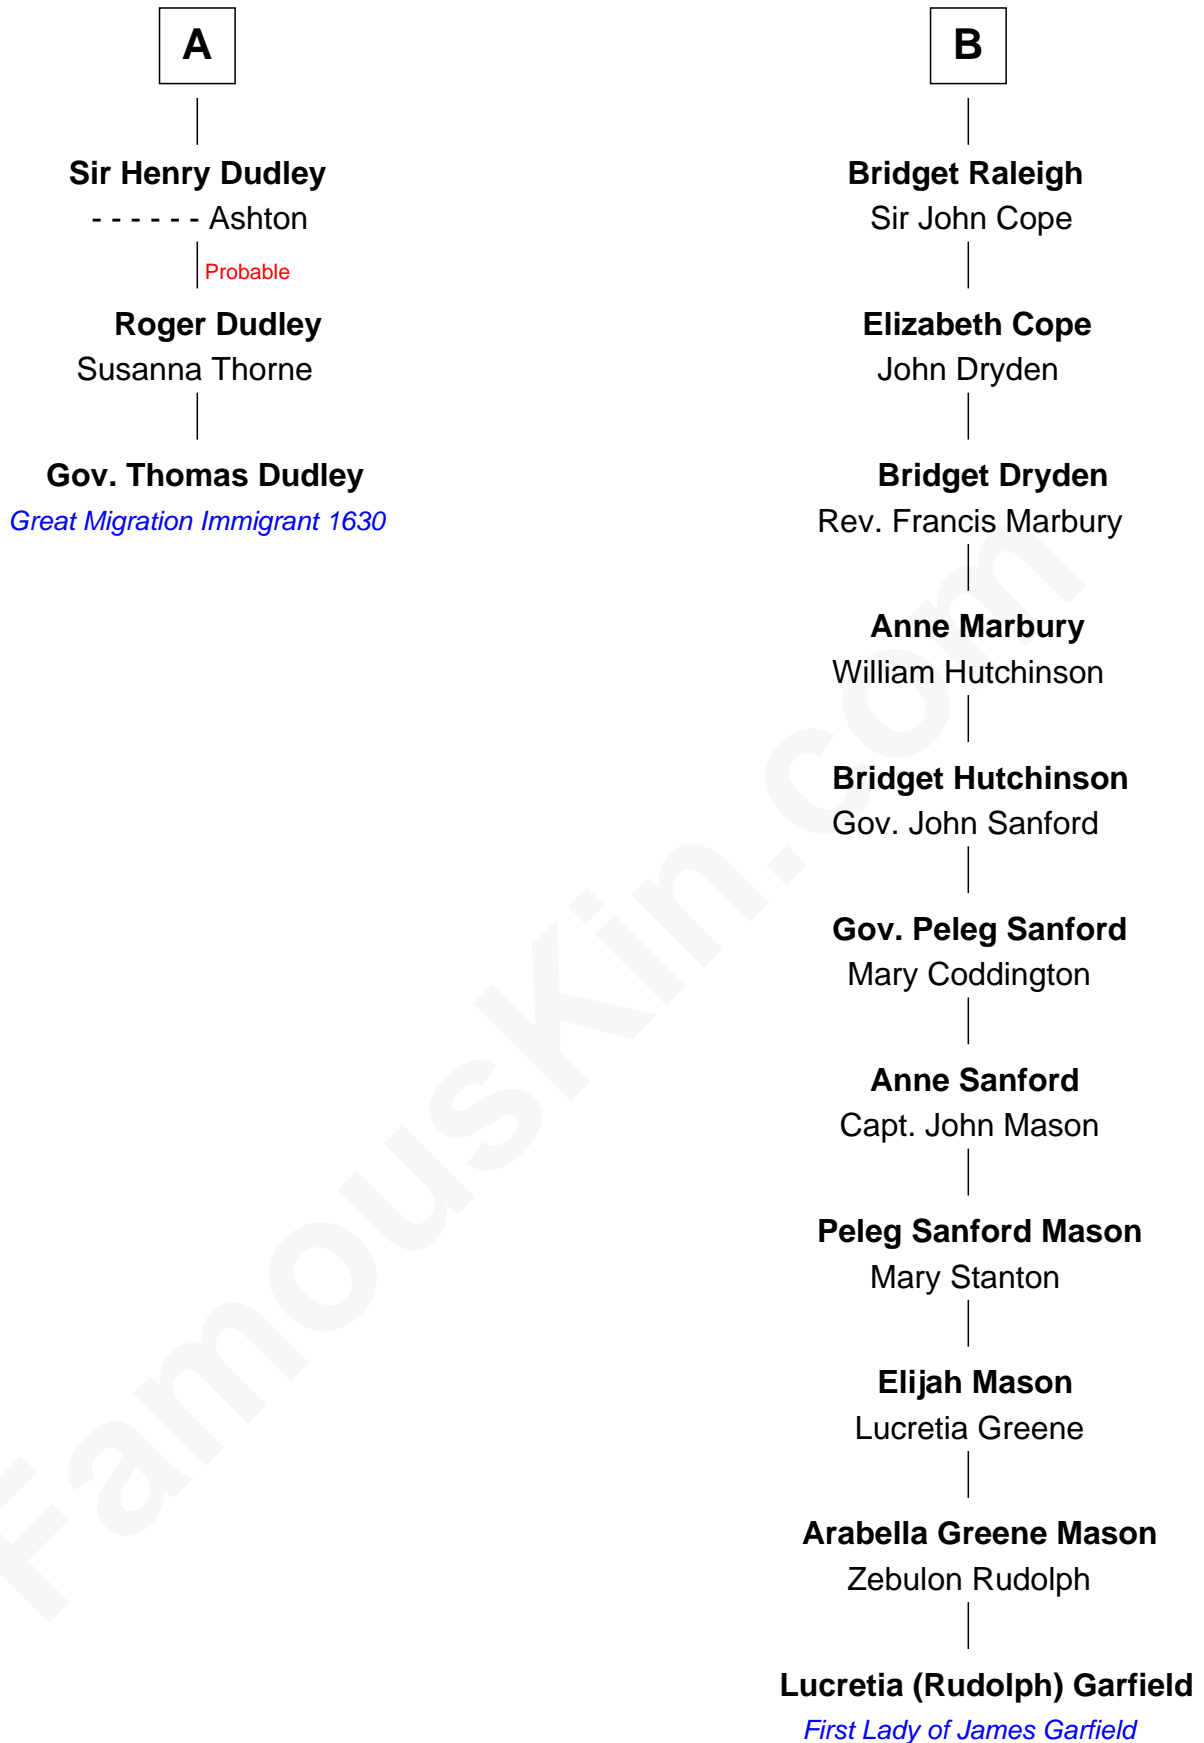 A
Sir Henry Dudley
- - - - - - Ashton
Probable
Roger Dudley
Susanna Thorne
Gov. Thomas Dudley
Great Migration Immigrant 1630
B
Bridget Raleigh
Sir John Cope
Elizabeth Cope
John Dryden
Bridget Dryden
Rev. Francis Marbury
Anne Marbury
William Hutchinson
Bridget Hutchinson
Gov. John Sanford
Gov. Peleg Sanford
Mary Coddington
Anne Sanford
Capt. John Mason
Peleg Sanford Mason
Mary Stanton
Elijah Mason
Lucretia Greene
Arabella Greene Mason
Zebulon Rudolph
Lucretia (Rudolph) Garfield
First Lady of James Garfield
FamousKin.com